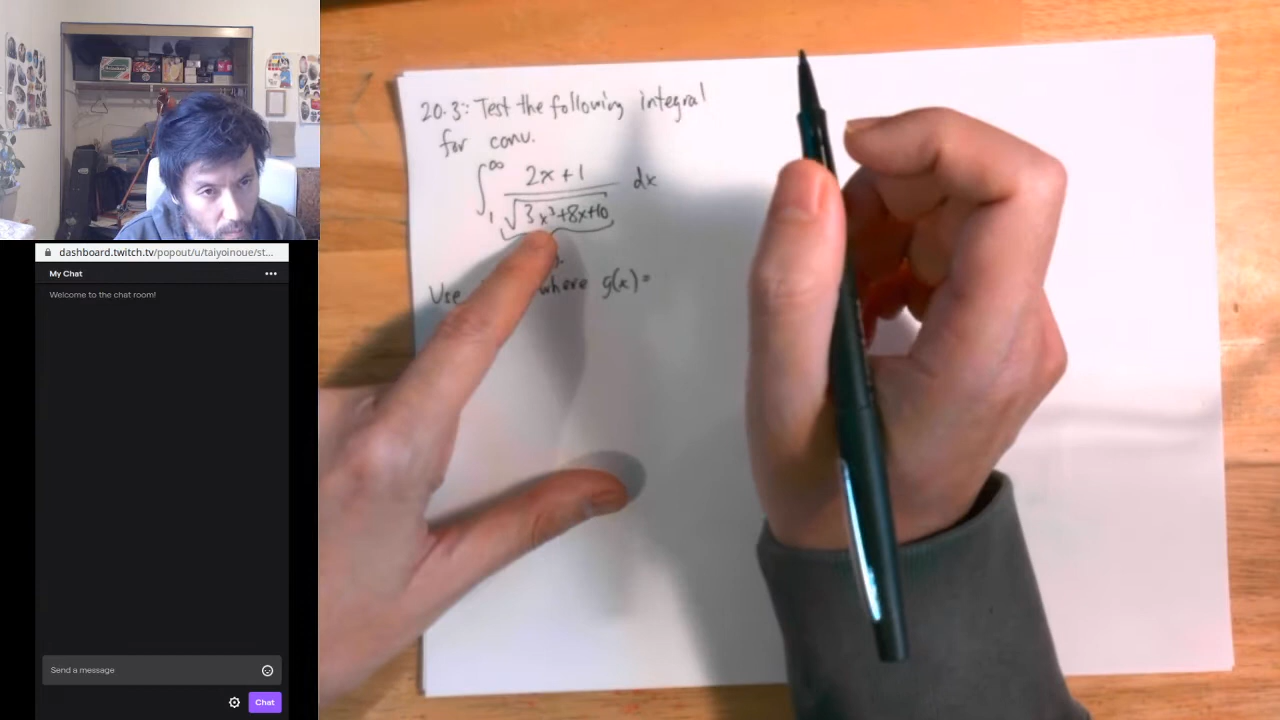 dashboard.twitch.tv/popout/u/taiyoinoue/st...
My Chat
Welcome to the chat room!
Send a message
Chat
20.3: Test the following integral
for conv.
∫₁^∞ (2x+1)/√(3x³+8x+10) dx
Use where g(x)=